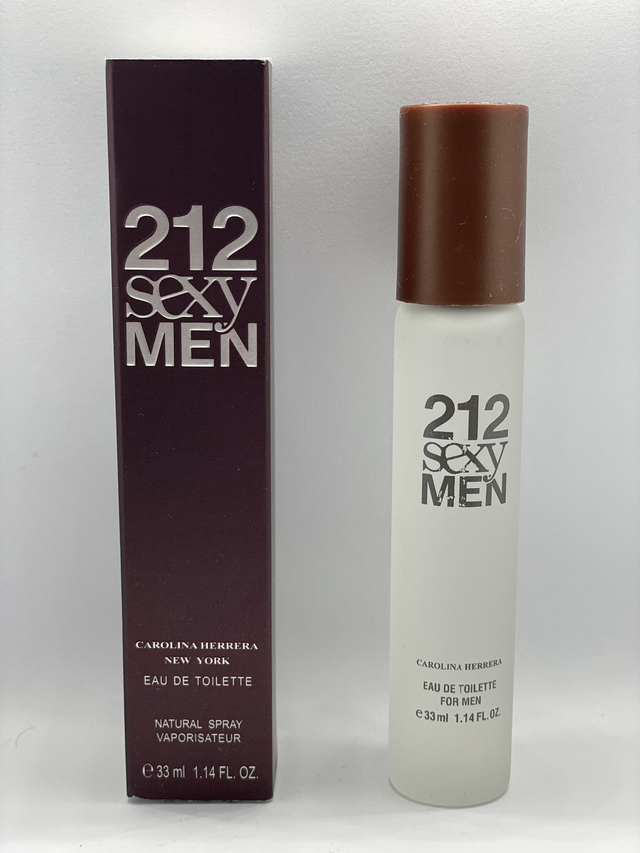 212
sexy
MEN
CAROLINA HERRERA
NEW YORK
EAU DE TOILETTE
NATURAL SPRAY
VAPORISATEUR
℮ 33 ml 1.14 FL. OZ.
212
sexy
MEN
CAROLINA HERRERA
EAU DE TOILETTE
FOR MEN
℮33ml 1.14 FL.OZ.